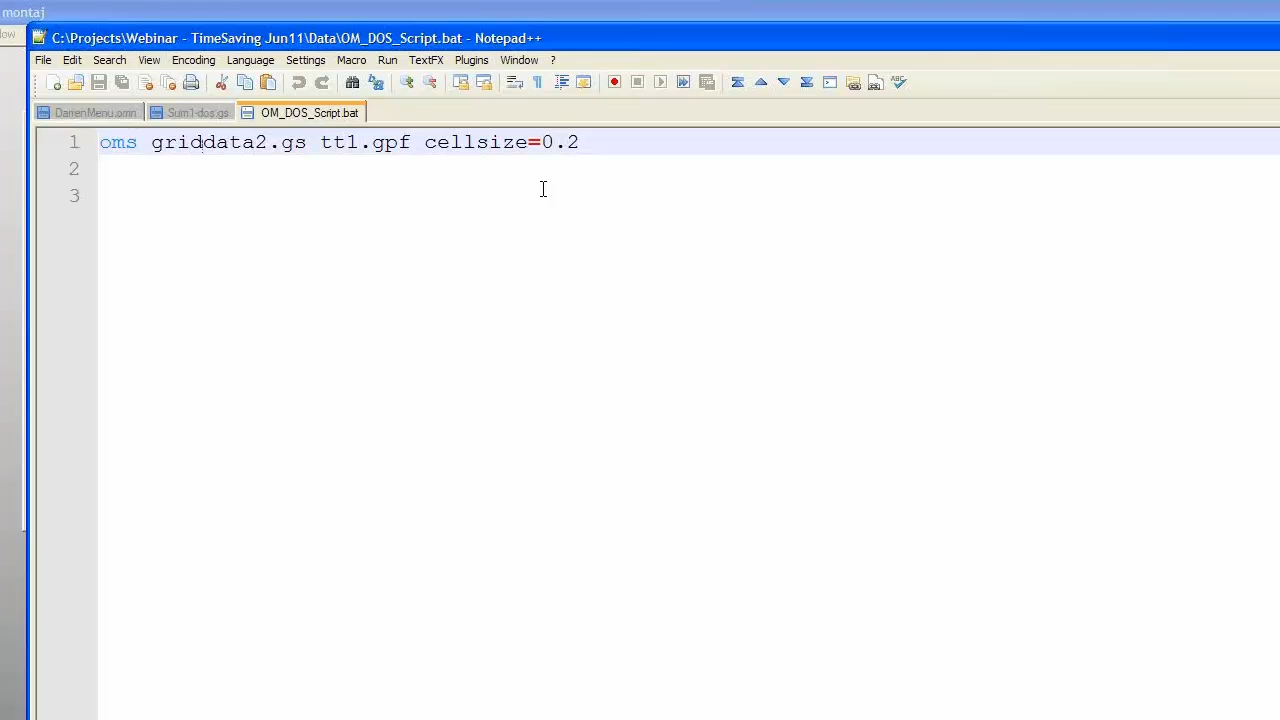 montaj
low
C:\Projects\Webinar - TimeSaving Jun11\Data\OM_DOS_Script.bat - Notepad++
File Edit Search View Encoding Language Settings Macro Run TextFX Plugins Window ?
DarrenMenu.omn Sum1-dos.gs OM_DOS_Script.bat
1 oms griddata2.gs tt1.gpf cellsize=0.2
2
3